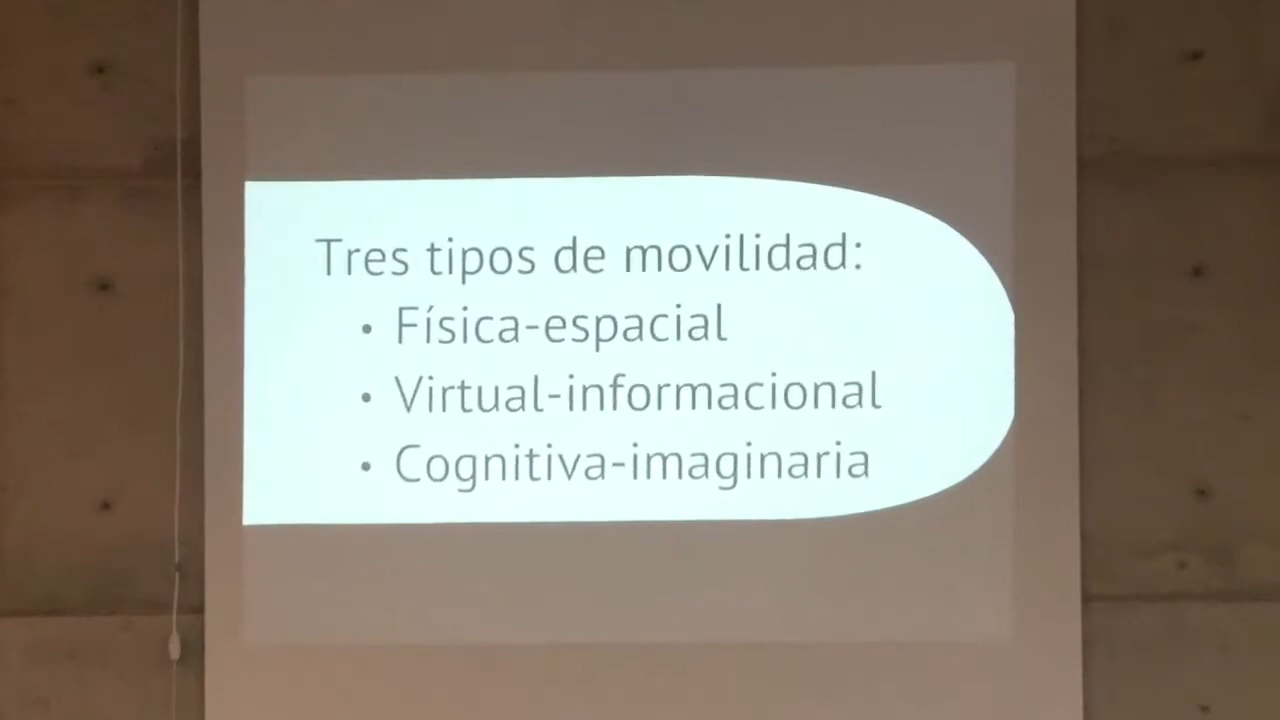 Tres tipos de movilidad:
• Física-espacial
• Virtual-informacional
• Cognitiva-imaginaria